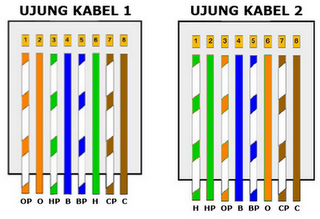 UJUNG KABEL 1
1 2 3 4 5 6 7 8
OP O HP B BP H CP C
UJUNG KABEL 2
1 2 3 4 5 6 7 8
H HP OP B BP O CP C